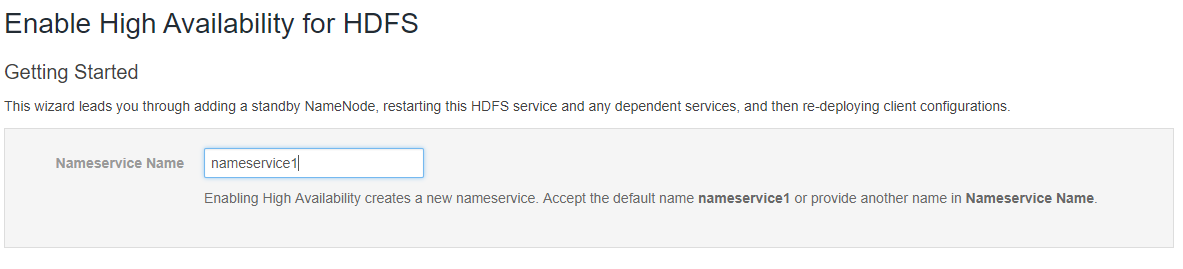 Enable High Availability for HDFS
Getting Started
This wizard leads you through adding a standby NameNode, restarting this HDFS service and any dependent services, and then re-deploying client configurations.
Nameservice Name nameservice1
Enabling High Availability creates a new nameservice. Accept the default name nameservice1 or provide another name in Nameservice Name.